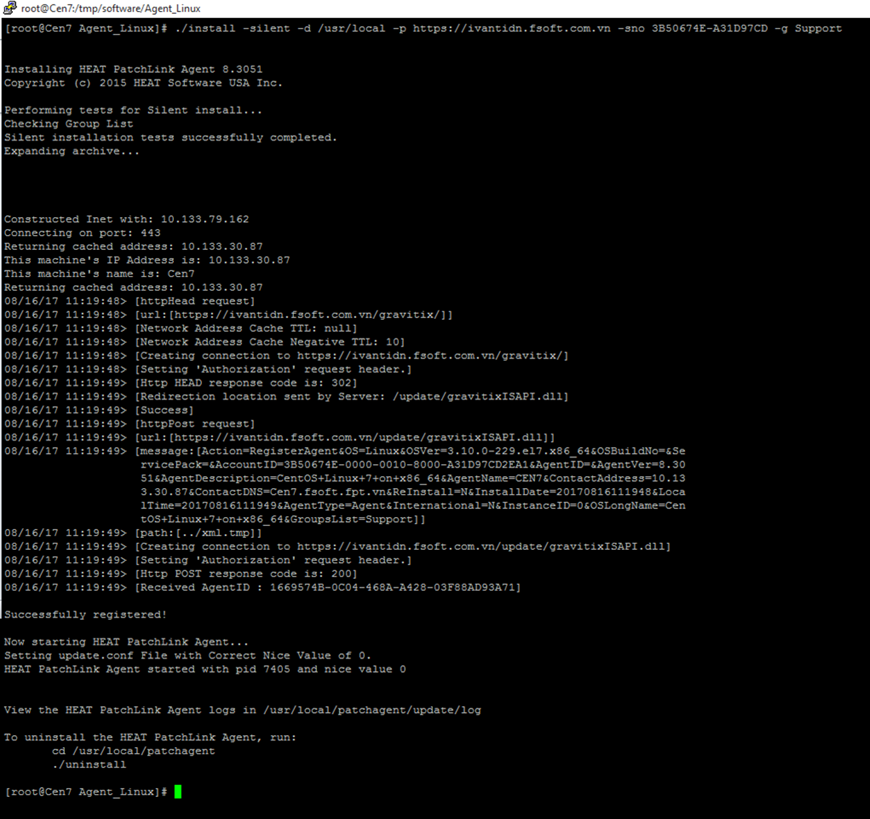 root@Cen7:/tmp/software/Agent_Linux
[root@Cen7 Agent_Linux]# ./install -silent -d /usr/local -p https://ivantidn.fsoft.com.vn -sno 3B50674E-A31D97CD -g Support
Installing HEAT PatchLink Agent 8.3051
Copyright (c) 2015 HEAT Software USA Inc.
Performing tests for Silent install...
Checking Group List
Silent installation tests successfully completed.
Expanding archive...
Constructed Inet with: 10.133.79.162
Connecting on port: 443
Returning cached address: 10.133.30.87
This machine's IP Address is: 10.133.30.87
This machine's name is: Cen7
Returning cached address: 10.133.30.87
08/16/17 11:19:48> [httpHead request]
08/16/17 11:19:48> [url:[https://ivantidn.fsoft.com.vn/gravitix/]]
08/16/17 11:19:48> [Network Address Cache TTL: null]
08/16/17 11:19:48> [Network Address Cache Negative TTL: 10]
08/16/17 11:19:48> [Creating connection to https://ivantidn.fsoft.com.vn/gravitix/]
08/16/17 11:19:48> [Setting 'Authorization' request header.]
08/16/17 11:19:49> [Http HEAD response code is: 302]
08/16/17 11:19:49> [Redirection location sent by Server: /update/gravitixISAPI.dll]
08/16/17 11:19:49> [Success]
08/16/17 11:19:49> [httpPost request]
08/16/17 11:19:49> [url:[https://ivantidn.fsoft.com.vn/update/gravitixISAPI.dll]]
08/16/17 11:19:49> [message:[Action=RegisterAgent&OS=Linux&OSVer=3.10.0-229.el7.x86_64&OSBuildNo=&Se
rvicePack=&AccountID=3B50674E-0000-0010-8000-A31D97CD2EA1&AgentID=&AgentVer=8.30
51&AgentDescription=CentOS+Linux+7+on+x86_64&AgentName=CEN7&ContactAddress=10.13
3.30.87&ContactDNS=Cen7.fsoft.fpt.vn&ReInstall=N&InstallDate=20170816111948&Loca
lTime=20170816111949&AgentType=Agent&International=N&InstanceID=0&OSLongName=Cen
tOS+Linux+7+on+x86_64&GroupsList=Support]]
08/16/17 11:19:49> [path:[../xml.tmp]]
08/16/17 11:19:49> [Creating connection to https://ivantidn.fsoft.com.vn/update/gravitixISAPI.dll]
08/16/17 11:19:49> [Setting 'Authorization' request header.]
08/16/17 11:19:49> [Http POST response code is: 200]
08/16/17 11:19:49> [Received AgentID : 1669574B-0C04-468A-A428-03F88AD93A71]
Successfully registered!
Now starting HEAT PatchLink Agent...
Setting update.conf File with Correct Nice Value of 0.
HEAT PatchLink Agent started with pid 7405 and nice value 0
View the HEAT PatchLink Agent logs in /usr/local/patchagent/update/log
To uninstall the HEAT PatchLink Agent, run:
cd /usr/local/patchagent
./uninstall
[root@Cen7 Agent_Linux]#